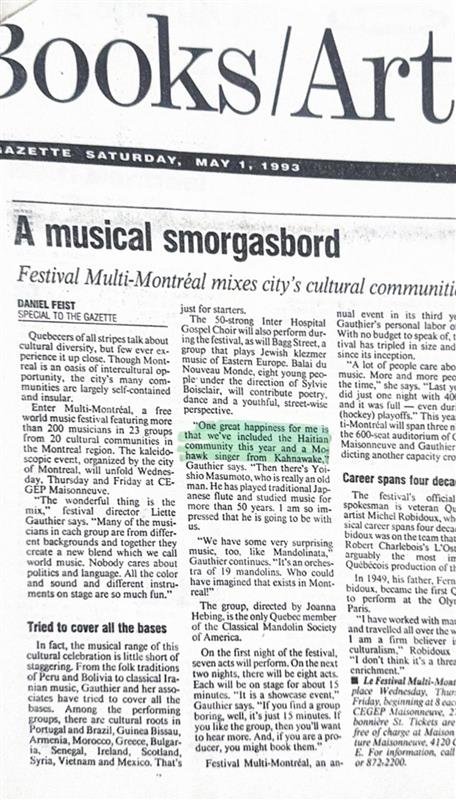 Books/Art
GAZETTE SATURDAY, MAY 1, 1993
A musical smorgasbord
Festival Multi-Montréal mixes city's cultural communiti
DANIEL FEIST
SPECIAL TO THE GAZETTE
Quebecers of all stripes talk about
cultural diversity, but few ever ex-
perience it up close. Though Mont-
real is an oasis of intercultural op-
portunity, the city's many com-
munities are largely self-contained
and insular.
Enter Multi-Montréal, a free
world music festival featuring more
than 200 musicians in 23 groups
from 20 cultural communities in
the Montreal region. The kaleido-
scopic event, organized by the city
of Montreal, will unfold Wednes-
day, Thursday and Friday at CE-
GEP Maisonneuve.
"The wonderful thing is the
mix," festival director Liette
Gauthier says. "Many of the musi-
cians in each group are from differ-
ent backgrounds and together they
create a new blend which we call
world music. Nobody cares about
politics and language. All the color
and sound and different instru-
ments on stage are so much fun."
Tried to cover all the bases
In fact, the musical range of this
cultural celebration is little short of
staggering. From the folk traditions
of Peru and Bolivia to classical Ira-
nian music, Gauthier and her asso-
ciates have tried to cover all the
bases. Among the performing
groups, there are cultural roots in
Portugal and Brazil, Guinea Bissau,
Armenia, Morocco, Greece, Bulgar-
ia, Senegal, Ireland, Scotland,
Syria, Vietnam and Mexico. That's
just for starters.
The 50-strong Inter Hospital
Gospel Choir will also perform dur-
ing the festival, as will Bagg Street, a
group that plays Jewish klezmer
music of Eastern Europe. Balai du
Nouveau Monde, eight young peo-
ple under the direction of Sylvie
Boisclair, will contribute poetry,
dance and a youthful, street-wise
perspective.
"One great happiness for me is
that we've included the Haitian
community this year and a Mo-
hawk singer from Kahnawake,"
Gauthier says. "Then there's Yoi-
shio Masumoto, who is really an old
man. He has played traditional Jap-
anese flute and studied music for
more than 50 years. I am so im-
pressed that he is going to be with
us.
"We have some very surprising
music, too, like Mandolinata,"
Gauthier continues. "It's an orches-
tra of 19 mandolins. Who could
have imagined that exists in Mont-
real!"
The group, directed by Joanna
Hebing, is the only Quebec member
of the Classical Mandolin Society
of America.
On the first night of the festival,
seven acts will perform. On the next
two nights, there will be eight acts.
Each will be on stage for about 15
minutes. "It is a showcase event,"
Gauthier says. "If you find a group
boring, well, it's just 15 minutes. If
you like the group, then you'll want
to hear more. And, if you are a pro-
ducer, you might book them."
Festival Multi-Montréal, an an-
nual event in its third ye
Gauthier's personal labor o
With no budget to speak of, t
tival has tripled in size and
since its inception.
"A lot of people care abo
music. More and more peo
the time," she says. "Last y
did just one night with 400
and it was full — even duri
(hockey) playoffs." This yea
ti-Montréal will span three n
the 600-seat auditorium of C
Maisonneuve and Gauthier
dicting another capacity crow
Career spans four deca
The festival's official
spokesman is veteran Qu
artist Michel Robidoux, wh
sical career spans four deca
bidoux was on the team that
Robert Charlebois's L'Os
arguably the most im
Québécois production of th
In 1949, his father, Fern
bidoux, became the first Q
to perform at the Oly
Paris.
"I have worked with ma
and travelled all over the w
I am a firm believer i
culturalism," Robidoux
"I don't think it's a threa
enrichment."
■ Le Festival Multi-Mont
place Wednesday, Thur
Friday, beginning at 8 eac
CEGEP Maisonneuve, 27
bonnière St. Tickets are
free of charge at Maison
ture Maisonneuve, 4120 O
E. For information, call
or 872-2200.